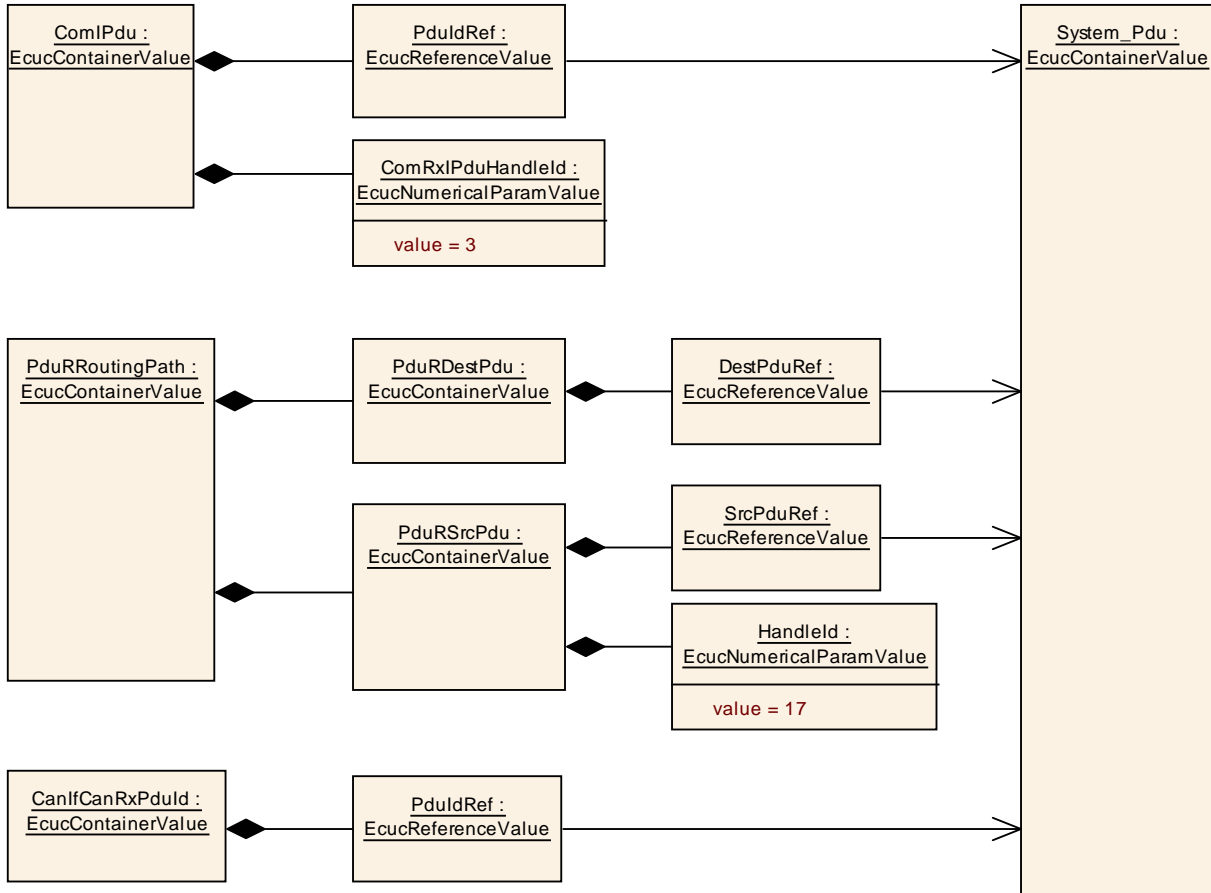 ComIPdu :
EcucContainerValue
PduIdRef :
EcucReferenceValue
System_Pdu :
EcucContainerValue
ComRxIPduHandleId :
EcucNumericalParamValue
value = 3
PduRRoutingPath :
EcucContainerValue
PduRDestPdu :
EcucContainerValue
DestPduRef :
EcucReferenceValue
PduRSrcPdu :
EcucContainerValue
SrcPduRef :
EcucReferenceValue
HandleId :
EcucNumericalParamValue
value = 17
CanIfCanRxPduId :
EcucContainerValue
PduIdRef :
EcucReferenceValue